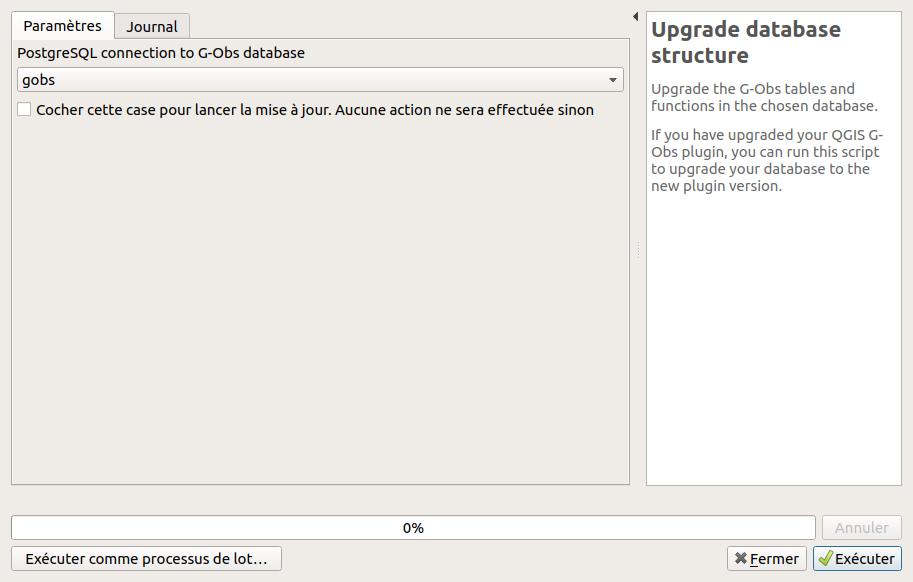 Paramètres
Journal
PostgreSQL connection to G-Obs database
gobs
Cocher cette case pour lancer la mise à jour. Aucune action ne sera effectuée sinon
Upgrade database
structure
Upgrade the G-Obs tables and
functions in the chosen database.
If you have upgraded your QGIS G-
Obs plugin, you can run this script
to upgrade your database to the
new plugin version.
0%
Annuler
Exécuter comme processus de lot…
Fermer
Exécuter